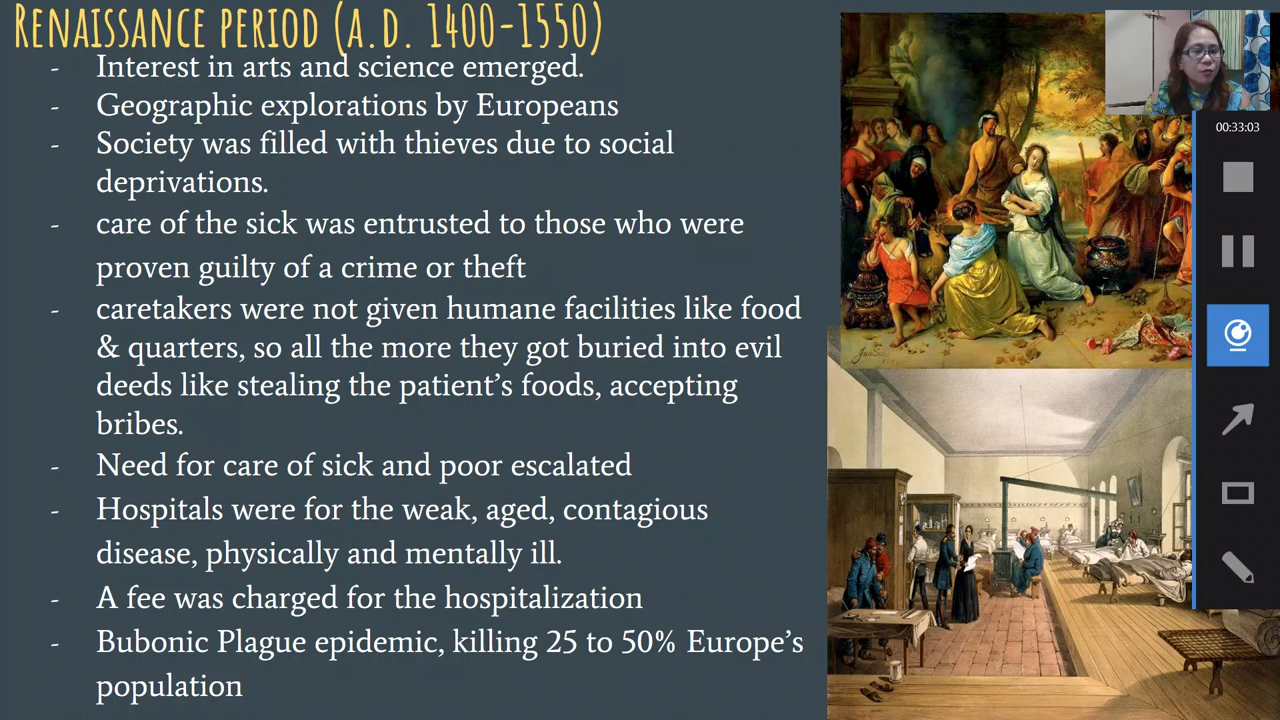 Renaissance period (a.d. 1400-1550)
- Interest in arts and science emerged.
- Geographic explorations by Europeans
- Society was filled with thieves due to social
deprivations.
- care of the sick was entrusted to those who were
proven guilty of a crime or theft
- caretakers were not given humane facilities like food
& quarters, so all the more they got buried into evil
deeds like stealing the patient's foods, accepting
bribes.
- Need for care of sick and poor escalated
- Hospitals were for the weak, aged, contagious
disease, physically and mentally ill.
- A fee was charged for the hospitalization
- Bubonic Plague epidemic, killing 25 to 50% Europe's
population
00:33:03